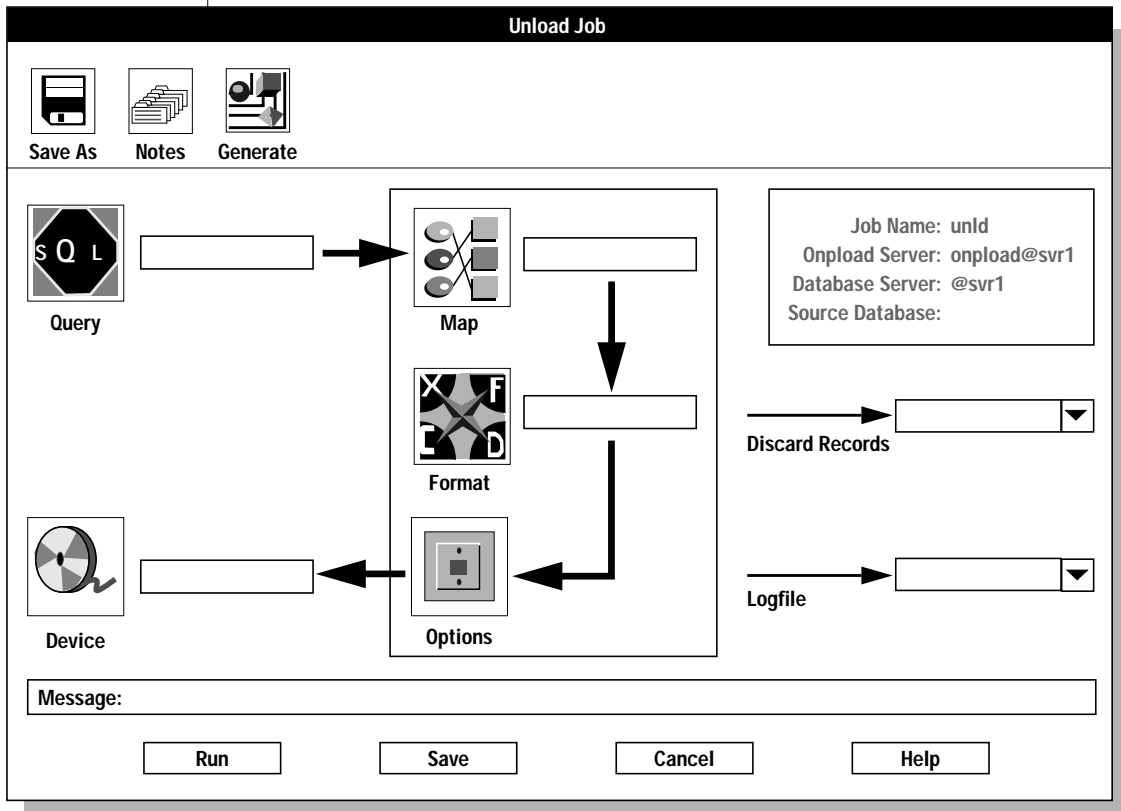 Unload Job
Save As
Notes
Generate
S Q L
Query
Map
Job Name: unld
Onpload Server: onpload@svr1
Database Server: @svr1
Source Database:
X F
C D
Format
Discard Records
Device
Options
Logfile
Message:
Run
Save
Cancel
Help